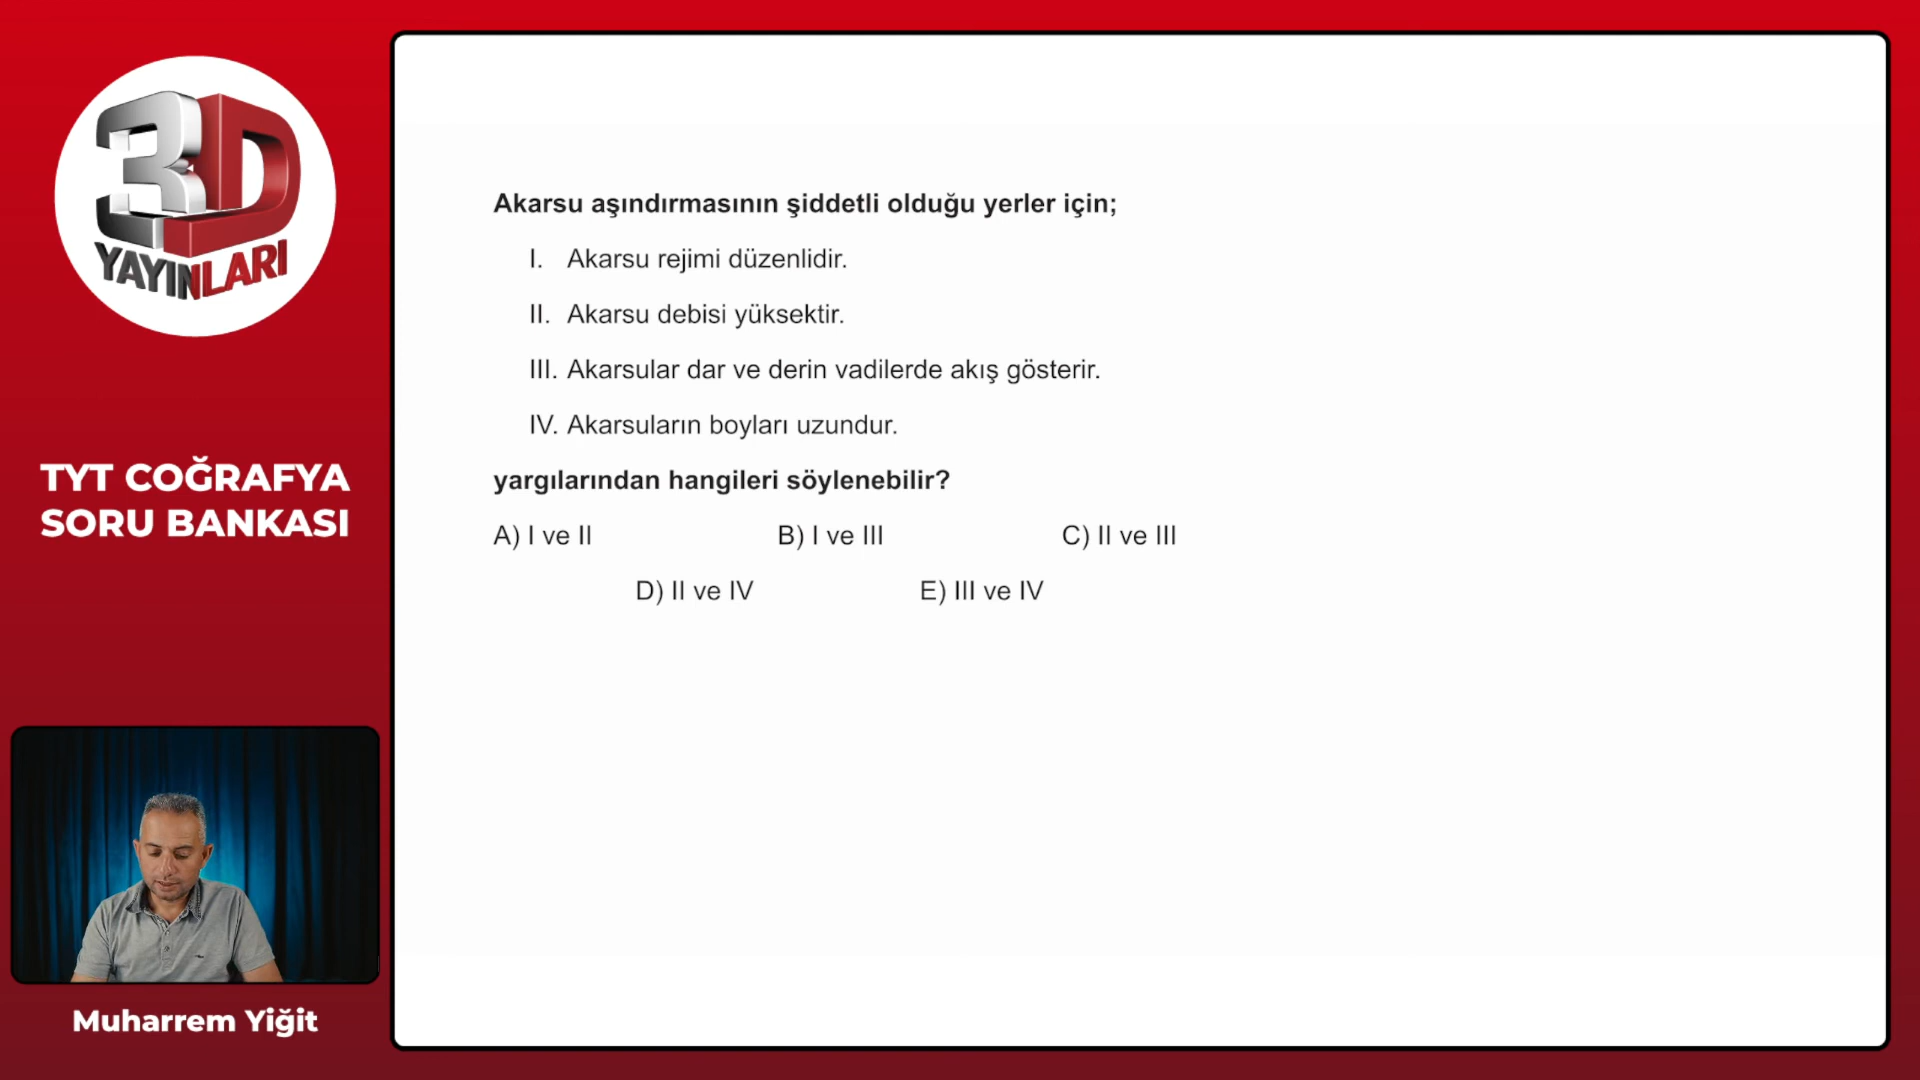 3D
YAYINLARI
TYT COĞRAFYA
SORU BANKASI
Muharrem Yiğit
Akarsu aşındırmasının şiddetli olduğu yerler için;
I. Akarsu rejimi düzenlidir.
II. Akarsu debisi yüksektir.
III. Akarsular dar ve derin vadilerde akış gösterir.
IV. Akarsuların boyları uzundur.
yargılarından hangileri söylenebilir?
A) I ve II B) I ve III C) II ve III
D) II ve IV E) III ve IV